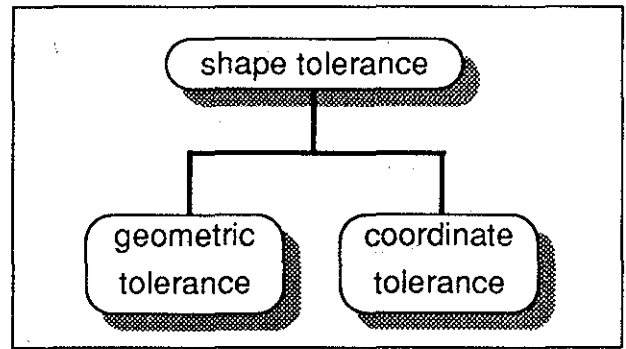 shape tolerance
geometric
tolerance
coordinate
tolerance